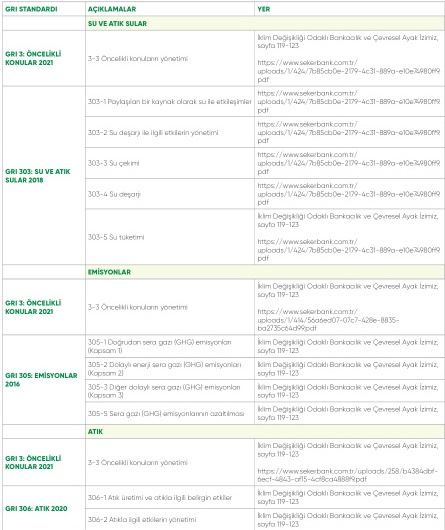 GRI STANDARDI AÇIKLAMALAR YER
SU VE ATIK SULAR
GRI 3: ÖNCELİKLİ
KONULAR 2021
3-3 Öncelikli konuların yönetimi
İklim Değişikliği Odaklı Bankacılık ve Çevresel Ayak İzimiz,
sayfa 119-123
https://www.sekerbank.com.tr/
uploads/1/424/7b85cb0e-2179-4c31-889a-e10e74980ff9.
pdf
GRI 303: SU VE ATIK
SULAR 2018
303-1 Paylaşılan bir kaynak olarak su ile etkileşimler
https://www.sekerbank.com.tr/
uploads/1/424/7b85cb0e-2179-4c31-889a-e10e74980ff9.
pdf
303-2 Su deşarjı ile ilgili etkilerin yönetimi
https://www.sekerbank.com.tr/
uploads/1/424/7b85cb0e-2179-4c31-889a-e10e74980ff9.
pdf
303-3 Su çekimi
https://www.sekerbank.com.tr/
uploads/1/424/7b85cb0e-2179-4c31-889a-e10e74980ff9.
pdf
303-4 Su deşarjı
https://www.sekerbank.com.tr/
uploads/1/424/7b85cb0e-2179-4c31-889a-e10e74980ff9.
pdf
303-5 Su tüketimi
İklim Değişikliği Odaklı Bankacılık ve Çevresel Ayak İzimiz,
sayfa 119-123
https://www.sekerbank.com.tr/
uploads/1/424/7b85cb0e-2179-4c31-889a-e10e74980ff9.
pdf
EMİSYONLAR
GRI 3: ÖNCELİKLİ
KONULAR 2021
3-3 Öncelikli konuların yönetimi
İklim Değişikliği Odaklı Bankacılık ve Çevresel Ayak İzimiz,
sayfa 119-123
https://www.sekerbank.com.tr/
uploads/1/414/56a6ed07-07c7-428e-8835-
ba2735c64d99.pdf
GRI 305: EMİSYONLAR
2016
305-1 Doğrudan sera gazı (GHG) emisyonları
(Kapsam 1)
İklim Değişikliği Odaklı Bankacılık ve Çevresel Ayak İzimiz,
sayfa 119-123
305-2 Dolaylı enerji sera gazı (GHG) emisyonları
(Kapsam 2)
İklim Değişikliği Odaklı Bankacılık ve Çevresel Ayak İzimiz,
sayfa 119-123
305-3 Diğer dolaylı sera gazı (GHG) emisyonları
(Kapsam 3)
İklim Değişikliği Odaklı Bankacılık ve Çevresel Ayak İzimiz,
sayfa 119-123
305-5 Sera gazı (GHG) emisyonlarının azaltılması
İklim Değişikliği Odaklı Bankacılık ve Çevresel Ayak İzimiz,
sayfa 119-123
ATIK
GRI 3: ÖNCELİKLİ
KONULAR 2021
3-3 Öncelikli konuların yönetimi
İklim Değişikliği Odaklı Bankacılık ve Çevresel Ayak İzimiz,
sayfa 119-123
https://www.sekerbank.com.tr/uploads/258/b4384dbf-
6ecf-4843-af15-4cf8ca4888f9.pdf
GRI 306: ATIK 2020
306-1 Atık üretimi ve atıkla ilgili belirgin etkiler
İklim Değişikliği Odaklı Bankacılık ve Çevresel Ayak İzimiz,
sayfa 119-123
306-2 Atıkla ilgili etkilerin yönetimi
İklim Değişikliği Odaklı Bankacılık ve Çevresel Ayak İzimiz,
sayfa 119-123